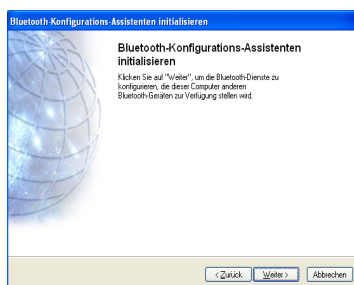 Bluetooth-Konfigurations-Assistenten initialisieren
Bluetooth-Konfigurations-Assistenten
initialisieren
Klicken Sie auf "Weiter", um die Bluetooth-Dienste zu
konfigurieren, die dieser Computer anderen
Bluetooth-Geräten zur Verfügung stellen wird.
< Zurück Weiter > Abbrechen